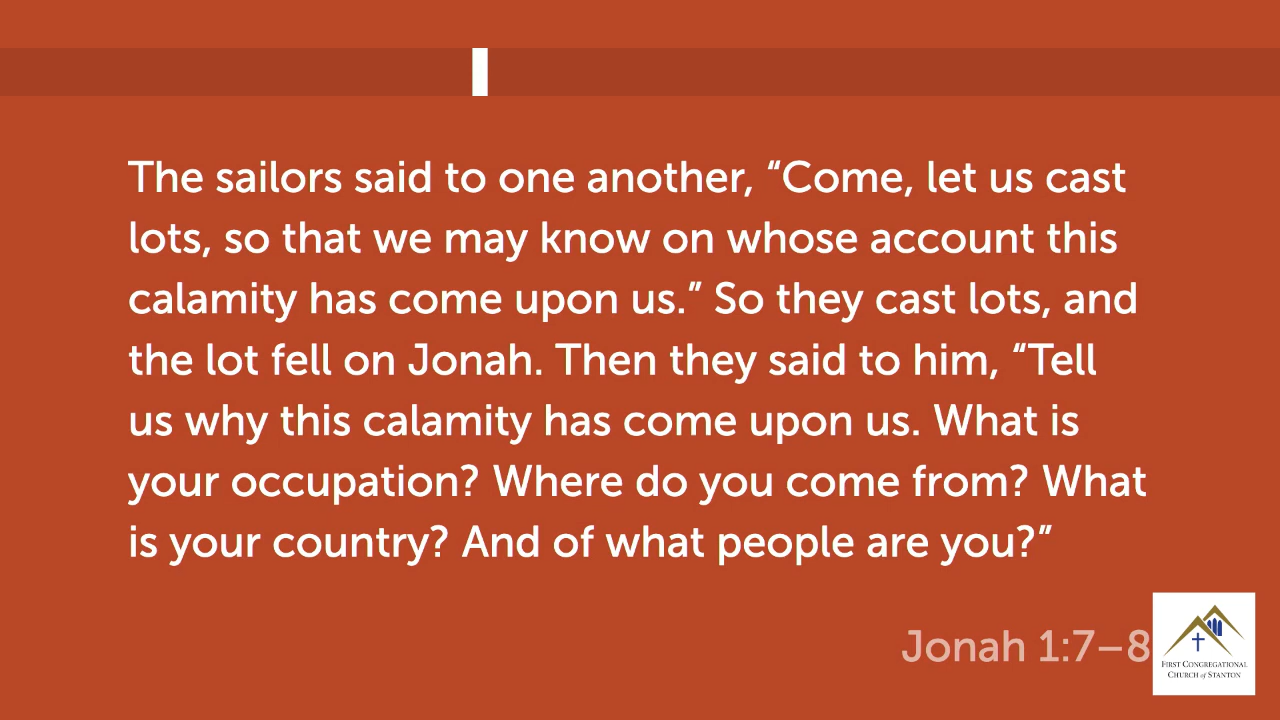 The sailors said to one another, “Come, let us cast
lots, so that we may know on whose account this
calamity has come upon us.” So they cast lots, and
the lot fell on Jonah. Then they said to him, “Tell
us why this calamity has come upon us. What is
your occupation? Where do you come from? What
is your country? And of what people are you?”
Jonah 1:7–8
First Congregational
Church of Stanton